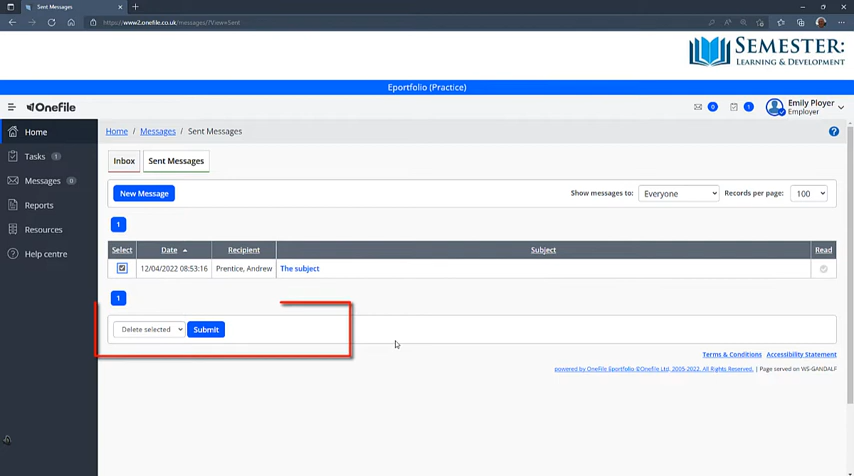 Sent Messages
https://www2.onefile.co.uk/messages/?View=Sent
SEMESTER:
LEARNING & DEVELOPMENT
Eportfolio (Practice)
Onefile
0
1
Emily Ployer
Employer
Home
Tasks 1
Messages 0
Reports
Resources
Help centre
Home / Messages / Sent Messages
?
Inbox
Sent Messages
New Message
Show messages to: Everyone
Records per page: 100
1
Select Date Recipient Subject Read
12/04/2022 08:53:16 Prentice, Andrew The subject
1
Delete selected Submit
Terms & Conditions Accessibility Statement
powered by OneFile Eportfolio ©Onefile Ltd, 2005-2022. All Rights Reserved. | Page served on WS-GANDALF